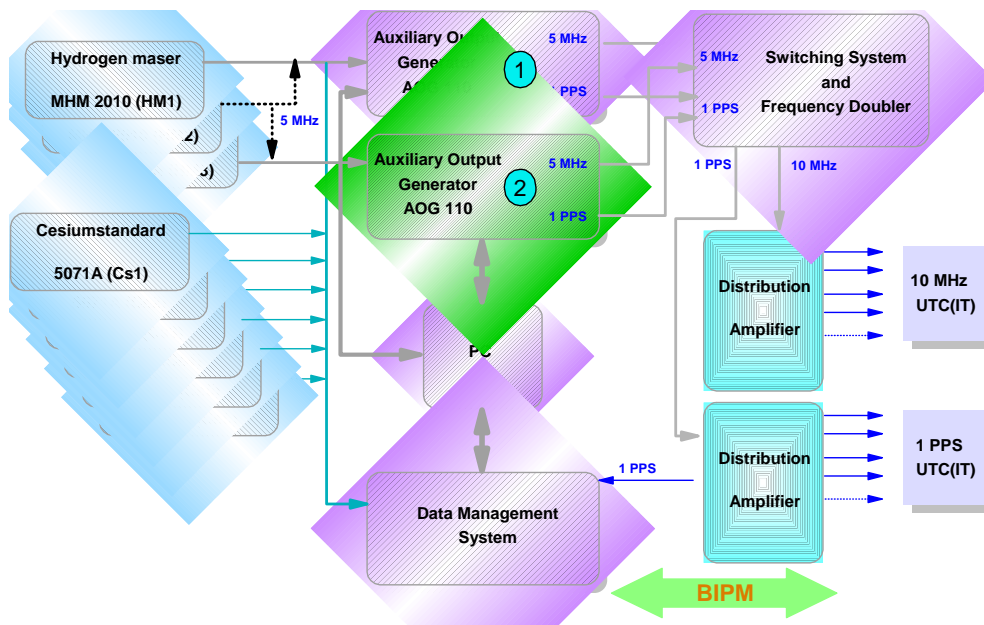 Hydrogen maser
MHM 2010 (HM1)
2)
3)
5 MHz
Cesiumstandard
5071A (Cs1)
Auxiliary Ou
Gene
1
5 MHz
1 PPS
Auxiliary Output
Generator
AOG 110
2
5 MHz
1 PPS
PC
Data Management
System
5 MHz
1 PPS
Switching System
and
Frequency Doubler
1 PPS
10 MHz
Distribution
Amplifier
10 MHz
UTC(IT)
Distribution
Amplifier
1 PPS
UTC(IT)
1 PPS
BIPM